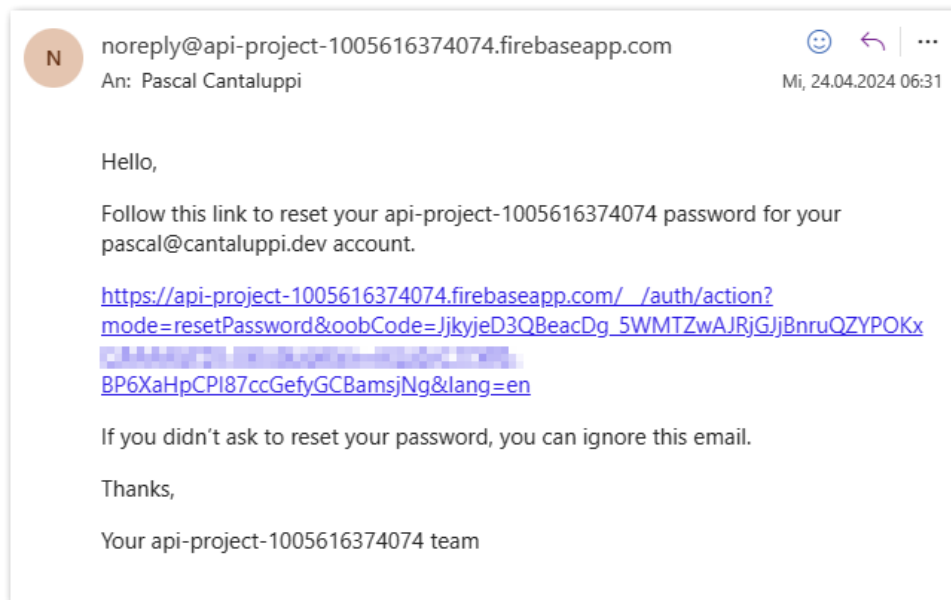 N
noreply@api-project-1005616374074.firebaseapp.com
An: Pascal Cantaluppi
Mi, 24.04.2024 06:31
Hello,
Follow this link to reset your api-project-1005616374074 password for your
pascal@cantaluppi.dev account.
https://api-project-1005616374074.firebaseapp.com/__/auth/action?
mode=resetPassword&oobCode=JjkyjeD3QBeacDg_5WMTZwAJRjGJjBnruQZYPOKx
BP6XaHpCPI87ccGefyGCBamsjNg&lang=en
If you didn’t ask to reset your password, you can ignore this email.
Thanks,
Your api-project-1005616374074 team